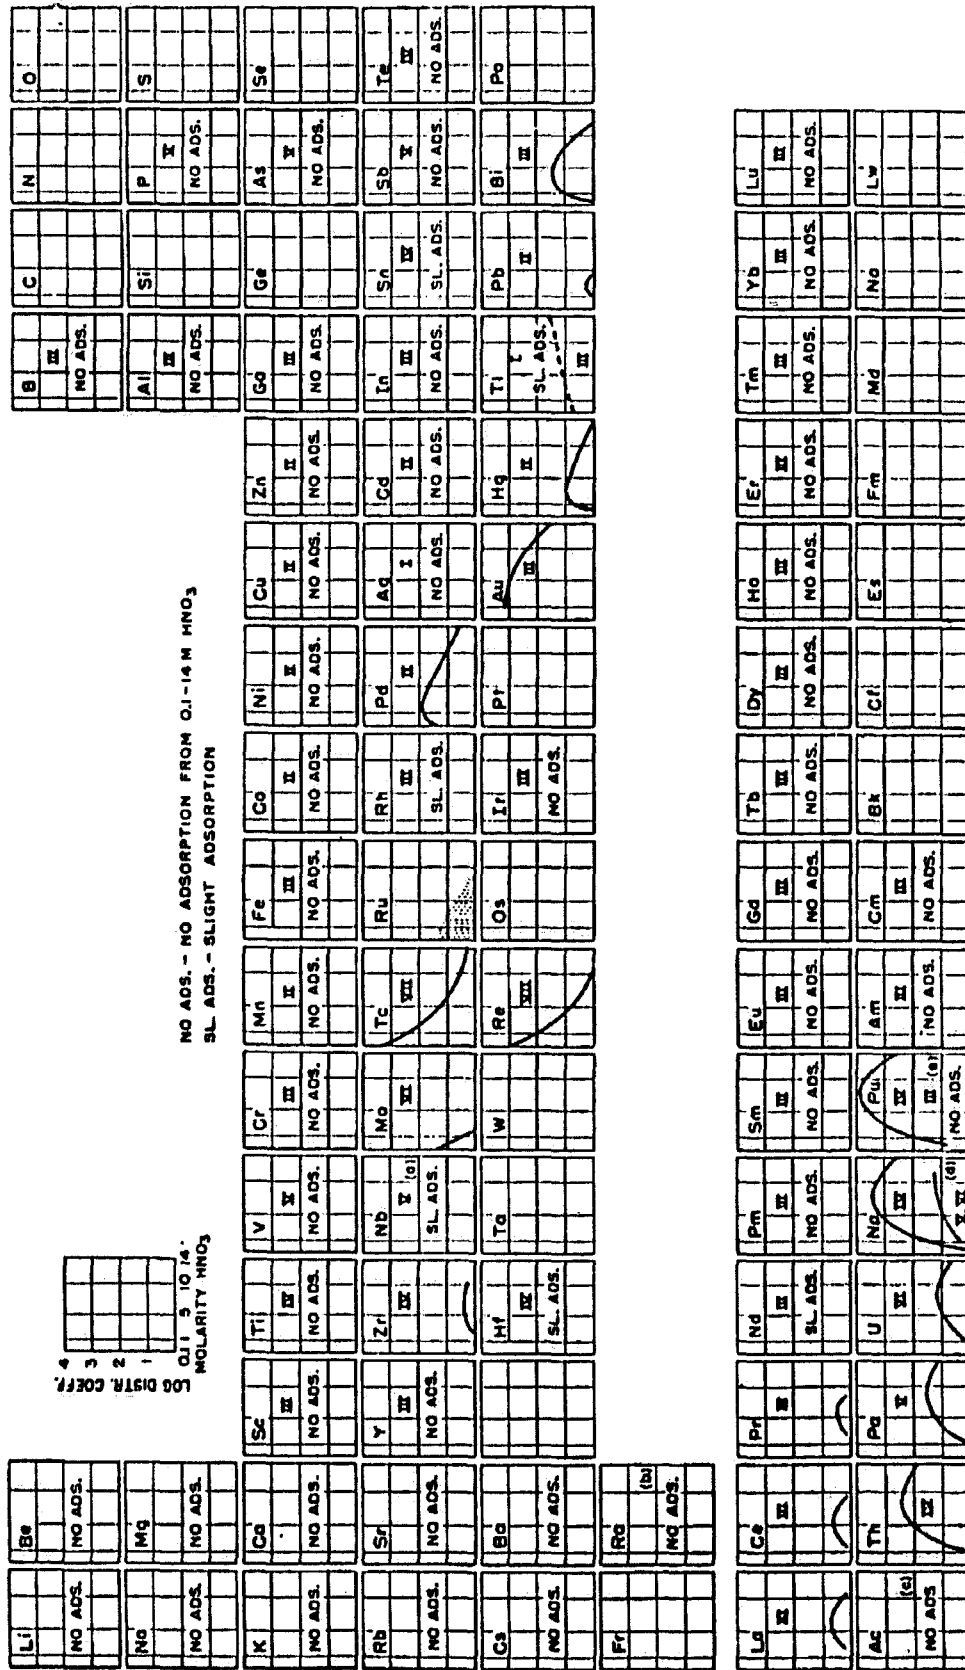 NO ADS. – NO ADSORPTION FROM 0.1–14 M HNO3
SL. ADS. – SLIGHT ADSORPTION
LOG DISTR. COEFF.
4
3
2
1
0.1 1 5 10 14
MOLARITY HNO3
Li NO ADS.
Be NO ADS.
B III NO ADS.
C
N
O
Na NO ADS.
Mg NO ADS.
Al III NO ADS.
Si
P V NO ADS.
S
K NO ADS.
Ca NO ADS.
Sc III NO ADS.
Ti IV NO ADS.
V V NO ADS.
Cr III NO ADS.
Mn II NO ADS.
Fe III NO ADS.
Co II NO ADS.
Ni II NO ADS.
Cu II NO ADS.
Zn II NO ADS.
Ga III NO ADS.
Ge
As V NO ADS.
Se
Rb NO ADS.
Sr NO ADS.
Y III NO ADS.
Zr IV
Nb V (a) SL. ADS.
Mo VI
Tc VII
Ru
Rh III SL. ADS.
Pd II
Ag I NO ADS.
Cd II NO ADS.
In III NO ADS.
Sn IV SL. ADS.
Sb V NO ADS.
Te IV NO ADS.
Cs NO ADS.
Ba NO ADS.
Hf IV SL. ADS.
Ta
W
Re VII
Os
Ir III NO ADS.
Pt
Au III
Hg II
Tl I SL. ADS. III
Pb II
Bi III
Po
Fr
Ra (b) NO ADS.
La III
Ce III
Pr III
Nd III SL. ADS.
Pm III NO ADS.
Sm III NO ADS.
Eu III NO ADS.
Gd III NO ADS.
Tb III NO ADS.
Dy III NO ADS.
Ho III NO ADS.
Er III NO ADS.
Tm III NO ADS.
Yb III NO ADS.
Lu III NO ADS.
Ac (c) NO ADS
Th IV
Pa V
U VI
Np IV (d) V VI
Pu IV III (e) NO ADS.
Am III NO ADS.
Cm III NO ADS.
Bk
Cf
Es
Fm
Md
No
Lw